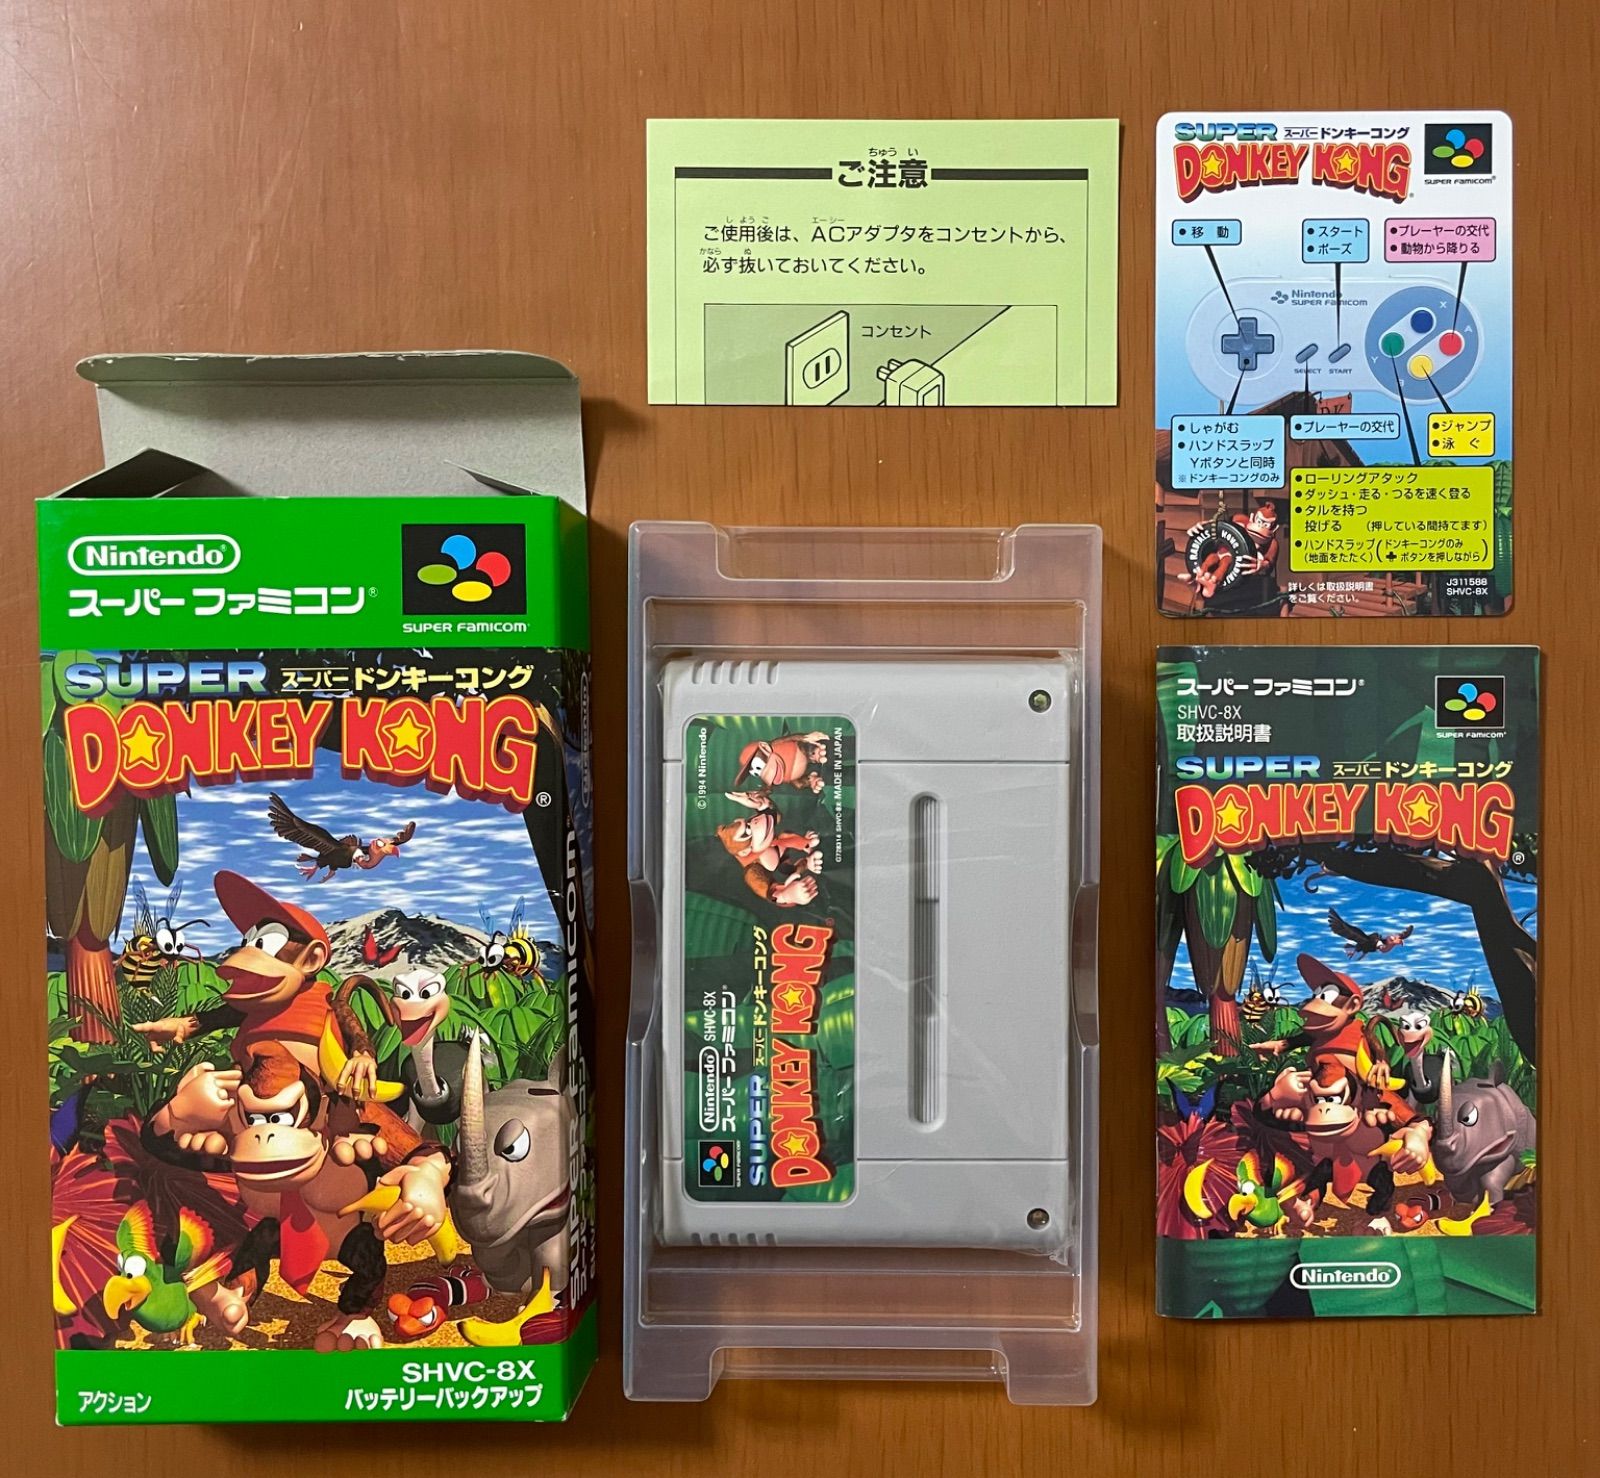 Nintendo®
スーパーファミコン®
SUPER FAMICOM
SUPER スーパードンキーコング
DONKEY KONG®
SHVC-8X
アクション バッテリーバックアップ
Super Famicom
ちゅう い
ご注意
し よう ご エーシー
ご使用後は、ACアダプタをコンセントから、
かなら ぬ
必ず抜いておいてください。
コンセント
© 1994 Nintendo
SHVC-8X MADE IN JAPAN
Nintendo SHVC-8X
スーパーファミコン®
SUPER FAMICOM
SUPER スーパードンキーコング
DONKEY KONG®
SUPER スーパードンキーコング
DONKEY KONG®
SUPER FAMICOM®
●移動
●スタート
●ポーズ
●プレーヤーの交代
●動物から降りる
Nintendo
SUPER FAMICOM
X
A
Y
B
SELECT START
●しゃがむ
●ハンドスラップ
Yボタンと同時
※ドンキーコングのみ
●プレーヤーの交代
●ジャンプ
●泳ぐ
●ローリングアタック
●ダッシュ・走る・つるを速く登る
●タルを持つ
投げる (押している間持てます)
●ハンドスラップ(ドンキーコングのみ
(地面をたたく) ✚ボタンを押しながら)
RADIALS KONG
詳しくは取扱説明書
をご覧ください。
J311588
SHVC-8X
スーパーファミコン®
SHVC-8X
取扱説明書
SUPER FAMICOM®
SUPER スーパードンキーコング
DONKEY KONG®
Nintendo®